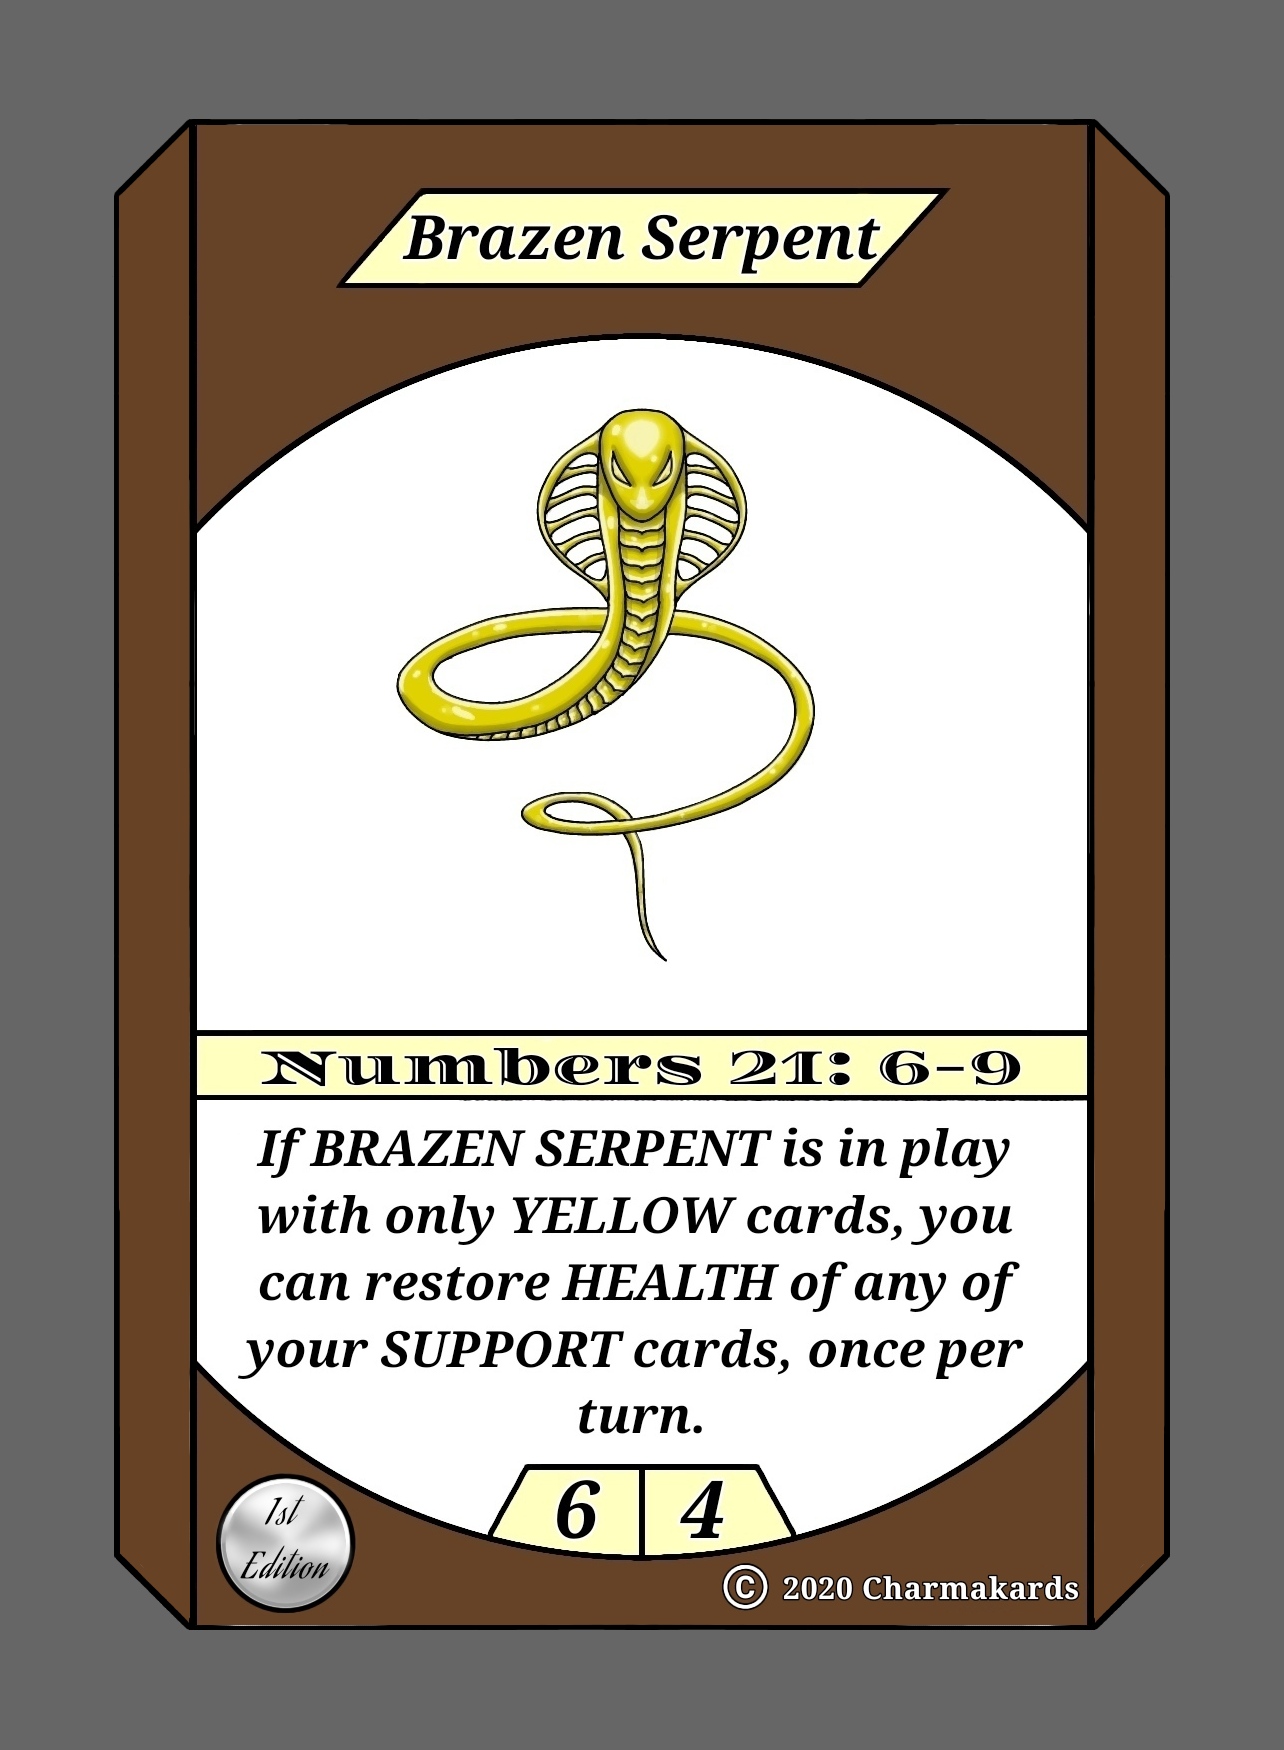 Brazen Serpent
Numbers 21: 6-9
If BRAZEN SERPENT is in play
with only YELLOW cards, you
can restore HEALTH of any of
your SUPPORT cards, once per
turn.
6 4
1st
Edition
© 2020 Charmakards